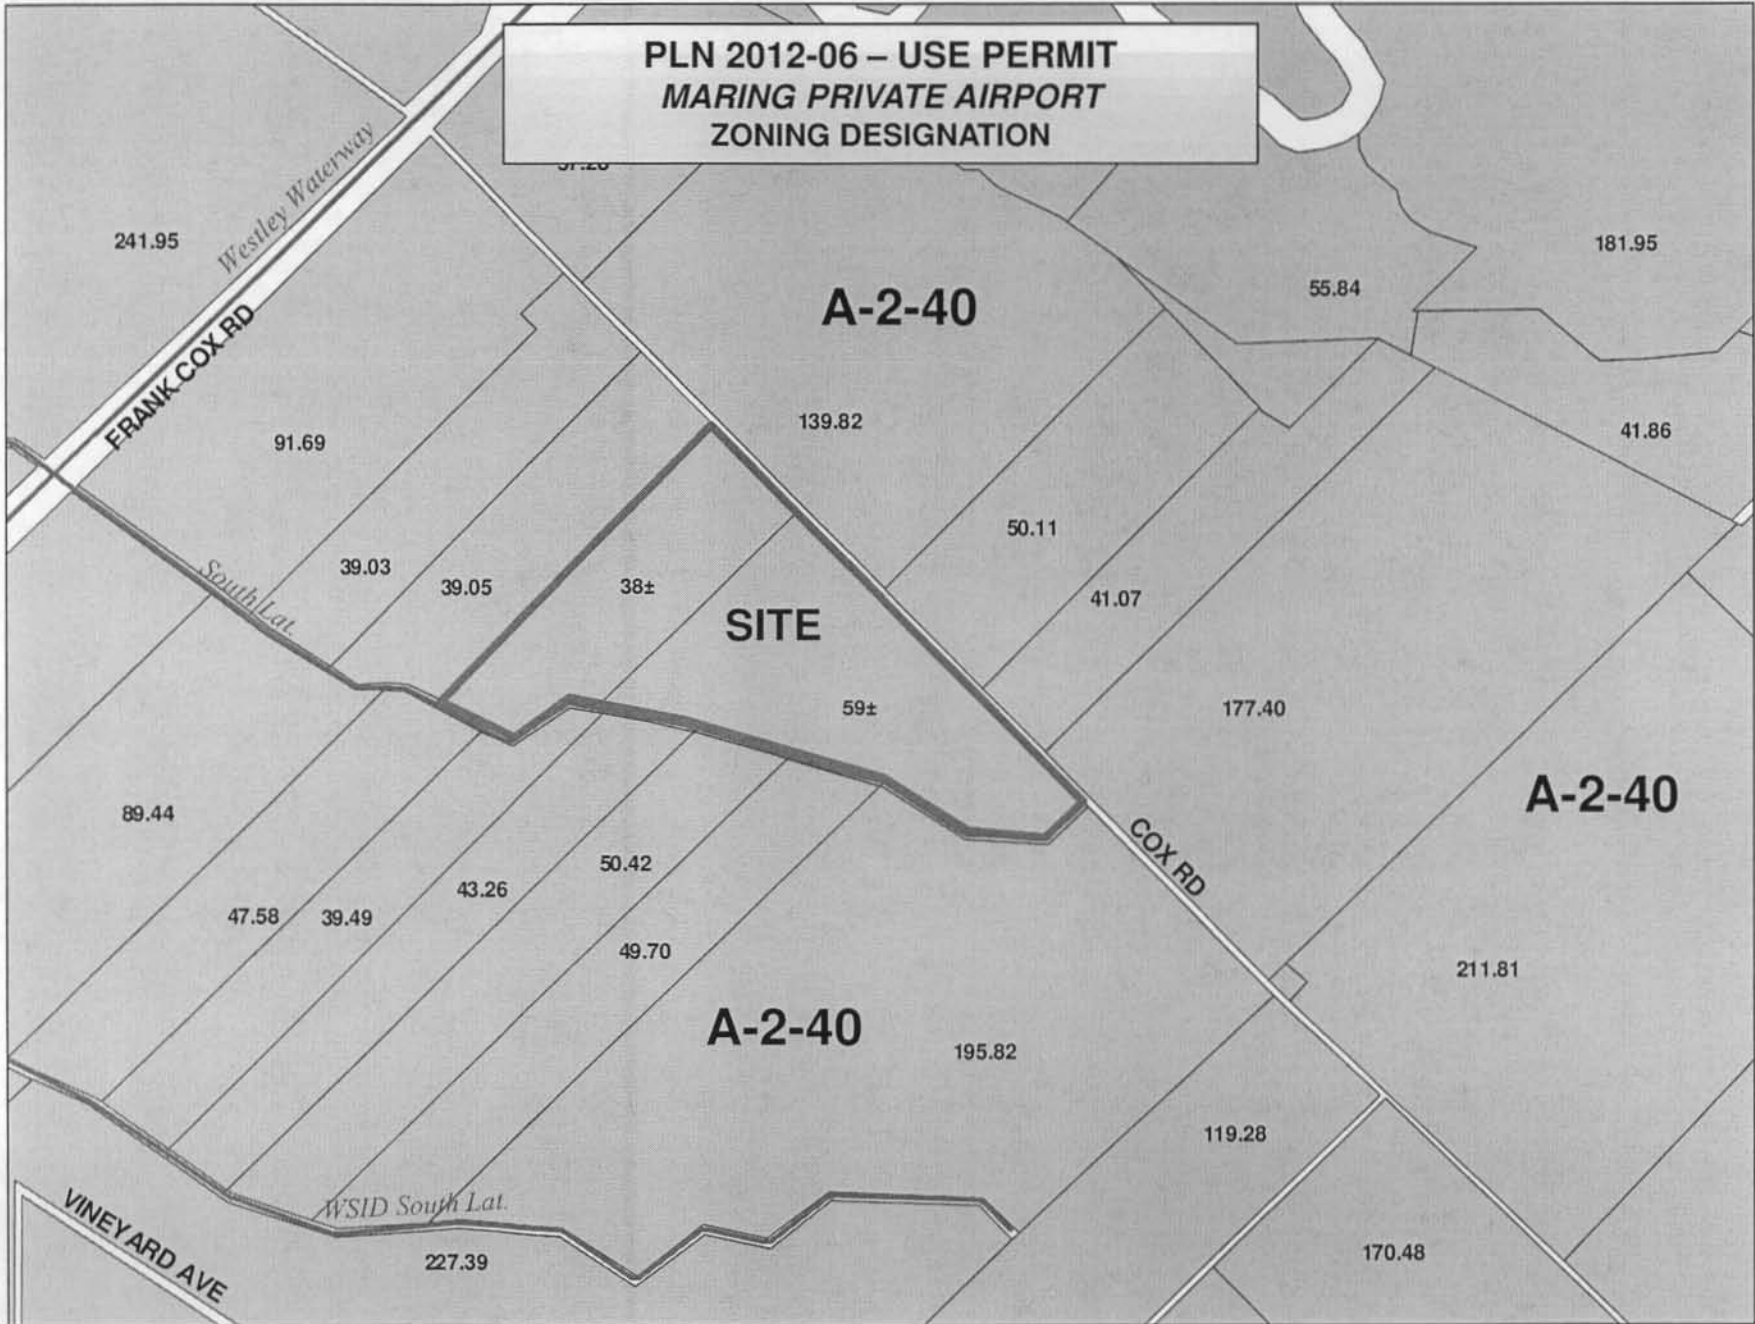 PLN 2012-06 – USE PERMIT
MARING PRIVATE AIRPORT
ZONING DESIGNATION
Westley Waterway
241.95
181.95
55.84
A-2-40
FRANK COX RD
139.82
41.86
91.69
50.11
South Lat.
39.03
39.05
38±
41.07
SITE
59±
177.40
A-2-40
89.44
COX RD
50.42
43.26
47.58
39.49
49.70
211.81
A-2-40
195.82
119.28
VINEYARD AVE
WSID South Lat.
227.39
170.48